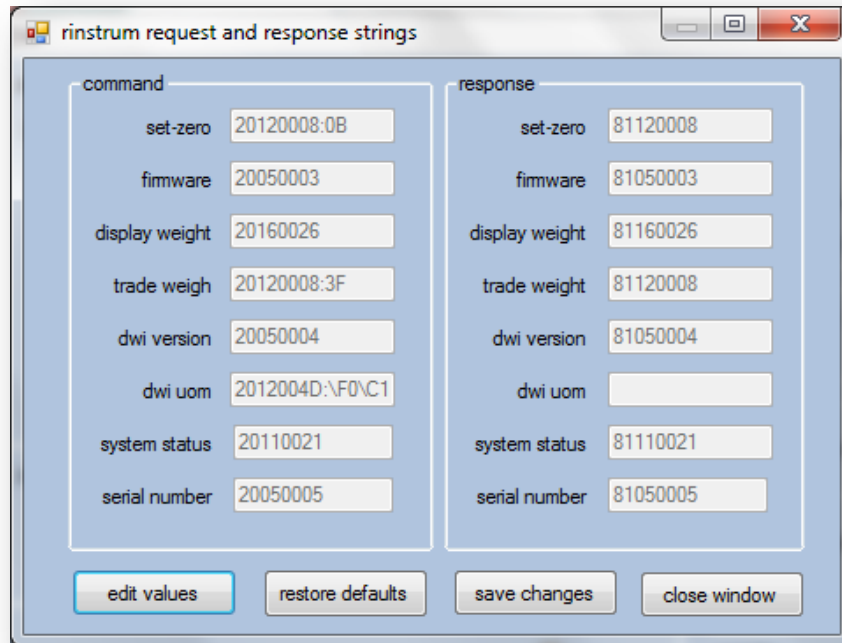 rinstrum request and response strings
command
set-zero 20120008:0B
firmware 20050003
display weight 20160026
trade weigh 20120008:3F
dwi version 20050004
dwi uom 2012004D:\F0\C1
system status 20110021
serial number 20050005
response
set-zero 81120008
firmware 81050003
display weight 81160026
trade weight 81120008
dwi version 81050004
dwi uom
system status 81110021
serial number 81050005
edit values restore defaults save changes close window